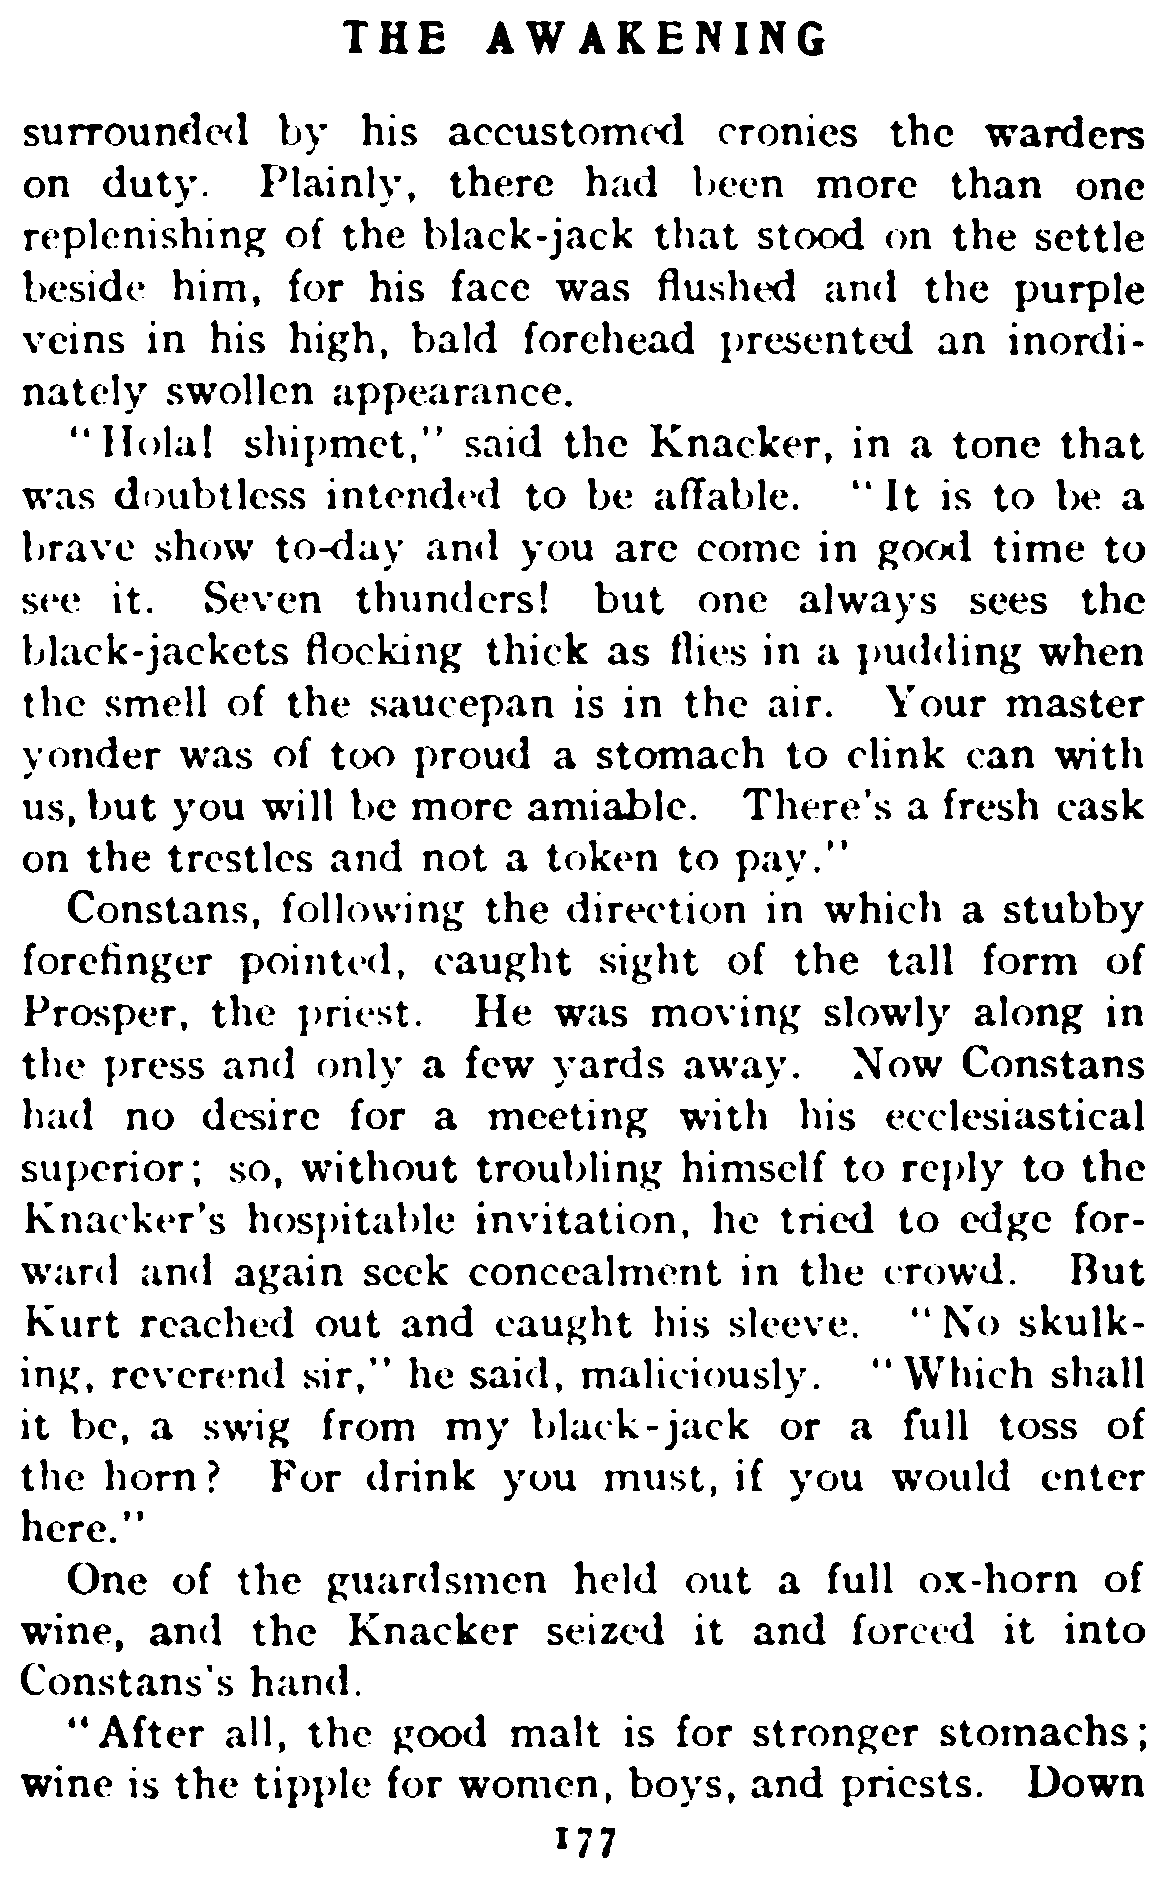 THE AWAKENING
surrounded by his accustomed cronies the warders
on duty. Plainly, there had been more than one
replenishing of the black-jack that stood on the settle
beside him, for his face was flushed and the purple
veins in his high, bald forehead presented an inordi-
nately swollen appearance.
"Hola! shipmet," said the Knacker, in a tone that
was doubtless intended to be affable. "It is to be a
brave show to-day and you are come in good time to
see it. Seven thunders! but one always sees the
black-jackets flocking thick as flies in a pudding when
the smell of the saucepan is in the air. Your master
yonder was of too proud a stomach to clink can with
us, but you will be more amiable. There's a fresh cask
on the trestles and not a token to pay."
Constans, following the direction in which a stubby
forefinger pointed, caught sight of the tall form of
Prosper, the priest. He was moving slowly along in
the press and only a few yards away. Now Constans
had no desire for a meeting with his ecclesiastical
superior; so, without troubling himself to reply to the
Knacker's hospitable invitation, he tried to edge for-
ward and again seek concealment in the crowd. But
Kurt reached out and caught his sleeve. "No skulk-
ing, reverend sir," he said, maliciously. "Which shall
it be, a swig from my black-jack or a full toss of
the horn? For drink you must, if you would enter
here."
One of the guardsmen held out a full ox-horn of
wine, and the Knacker seized it and forced it into
Constans's hand.
"After all, the good malt is for stronger stomachs;
wine is the tipple for women, boys, and priests. Down
177